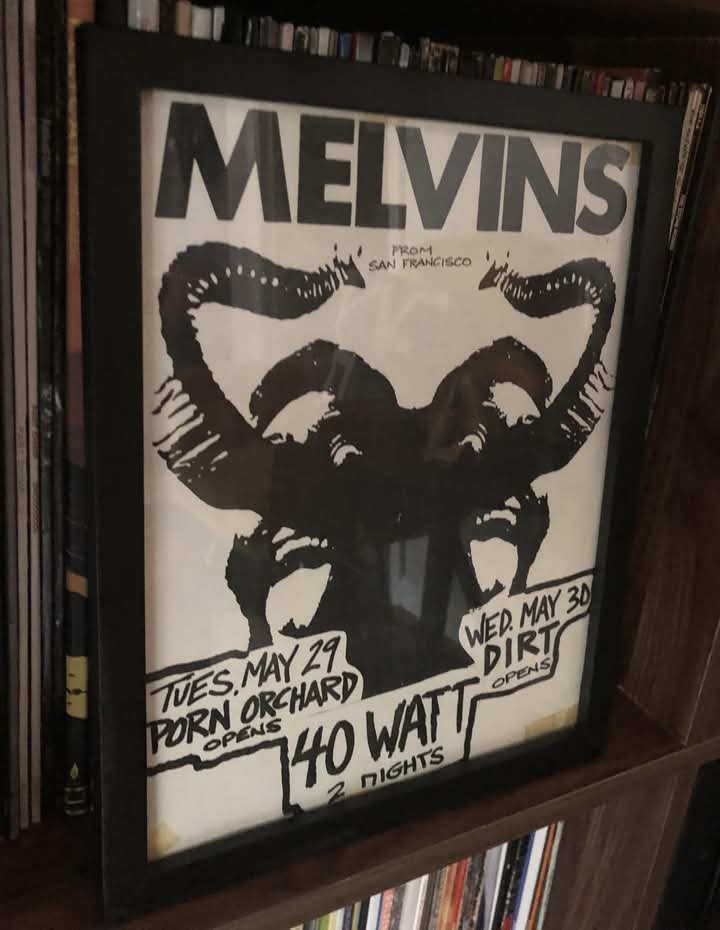 MELVINS
FROM
SAN FRANCISCO
TUES. MAY 29
PORN ORCHARD
OPENS
WED. MAY 30
DIRT
OPENS
40 WATT
2 NIGHTS